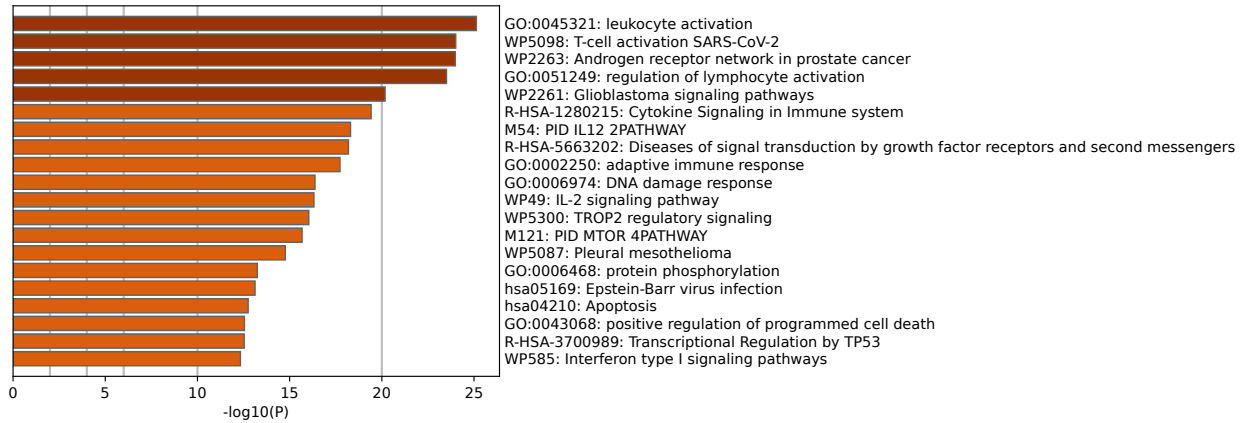 GO:0045321: leukocyte activation
WP5098: T-cell activation SARS-CoV-2
WP2263: Androgen receptor network in prostate cancer
GO:0051249: regulation of lymphocyte activation
WP2261: Glioblastoma signaling pathways
R-HSA-1280215: Cytokine Signaling in Immune system
M54: PID IL12 2PATHWAY
R-HSA-5663202: Diseases of signal transduction by growth factor receptors and second messengers
GO:0002250: adaptive immune response
GO:0006974: DNA damage response
WP49: IL-2 signaling pathway
WP5300: TROP2 regulatory signaling
M121: PID MTOR 4PATHWAY
WP5087: Pleural mesothelioma
GO:0006468: protein phosphorylation
hsa05169: Epstein-Barr virus infection
hsa04210: Apoptosis
GO:0043068: positive regulation of programmed cell death
R-HSA-3700989: Transcriptional Regulation by TP53
WP585: Interferon type I signaling pathways
0 5 10 15 20 25
-log10(P)